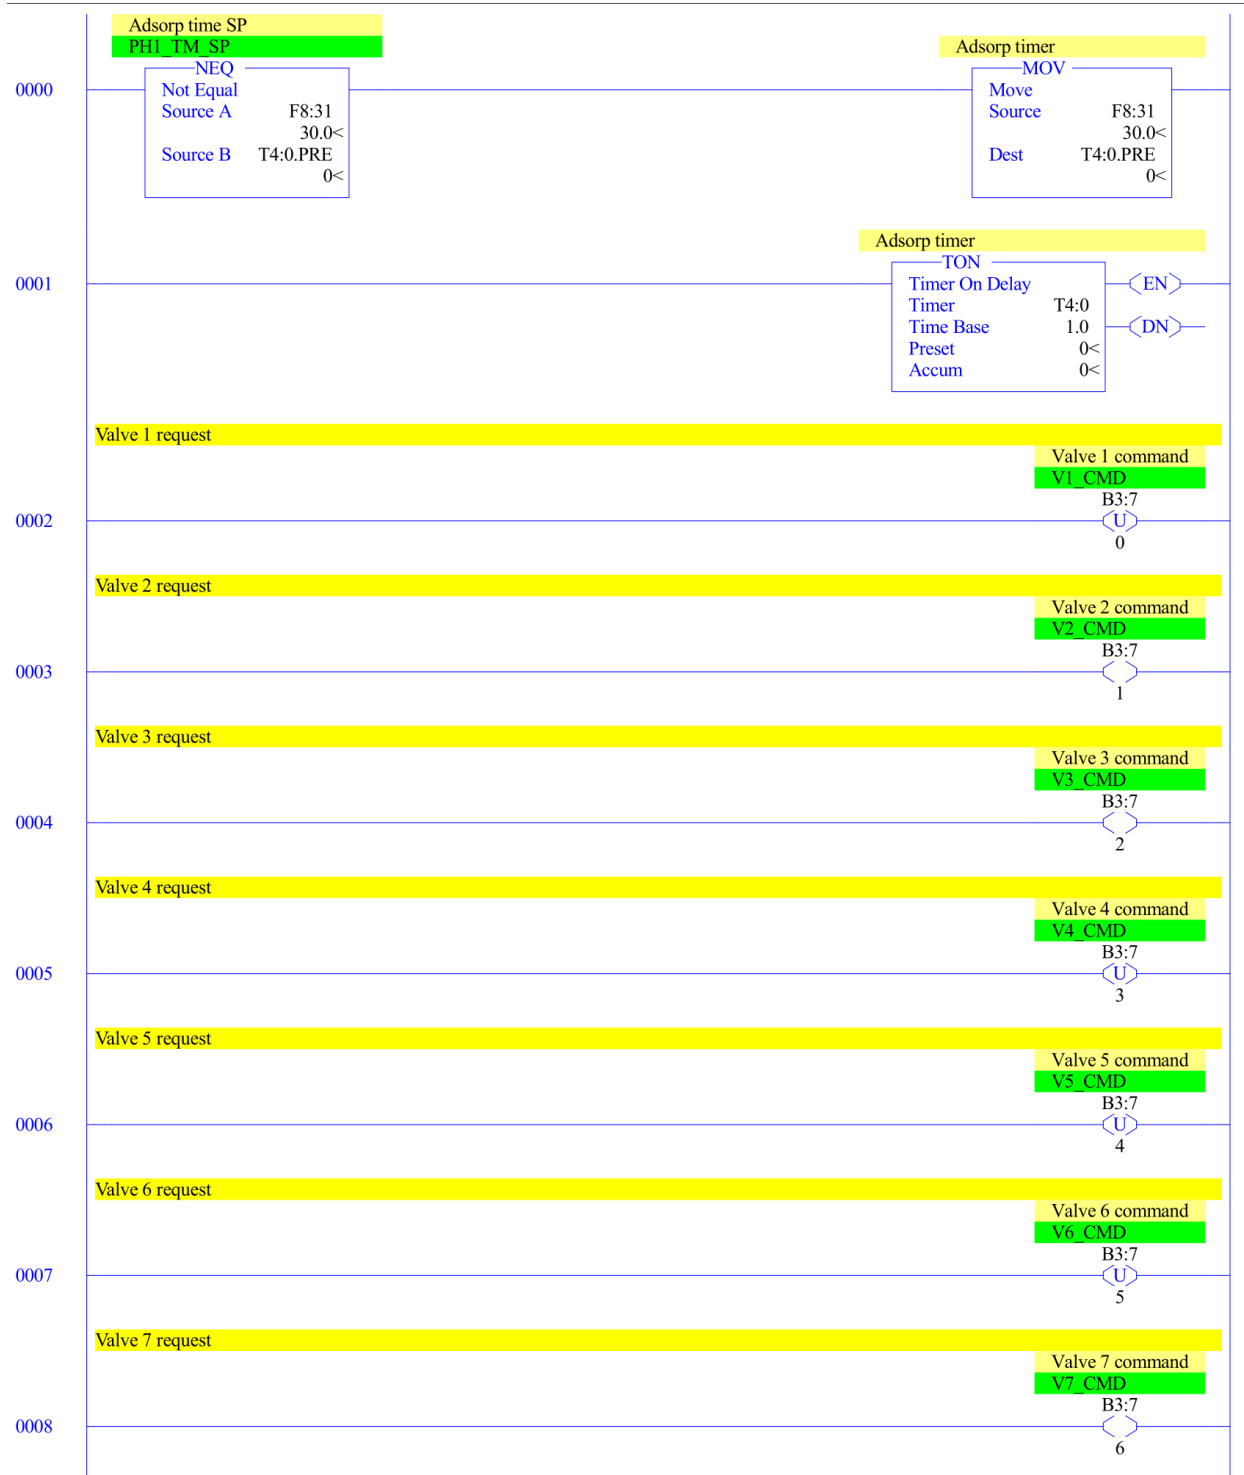 Adsorp time SP
PH1_TM_SP
Adsorp timer
0000
NEQ
Not Equal
Source A F8:31
30.0<
Source B T4:0.PRE
0<
MOV
Move
Source F8:31
30.0<
Dest T4:0.PRE
0<
Adsorp timer
0001
TON
Timer On Delay
Timer T4:0
Time Base 1.0
Preset 0<
Accum 0<
EN
DN
Valve 1 request
Valve 1 command
V1_CMD
B3:7
0002
U
0
Valve 2 request
Valve 2 command
V2_CMD
B3:7
0003
1
Valve 3 request
Valve 3 command
V3_CMD
B3:7
0004
2
Valve 4 request
Valve 4 command
V4_CMD
B3:7
0005
U
3
Valve 5 request
Valve 5 command
V5_CMD
B3:7
0006
U
4
Valve 6 request
Valve 6 command
V6_CMD
B3:7
0007
U
5
Valve 7 request
Valve 7 command
V7_CMD
B3:7
0008
6